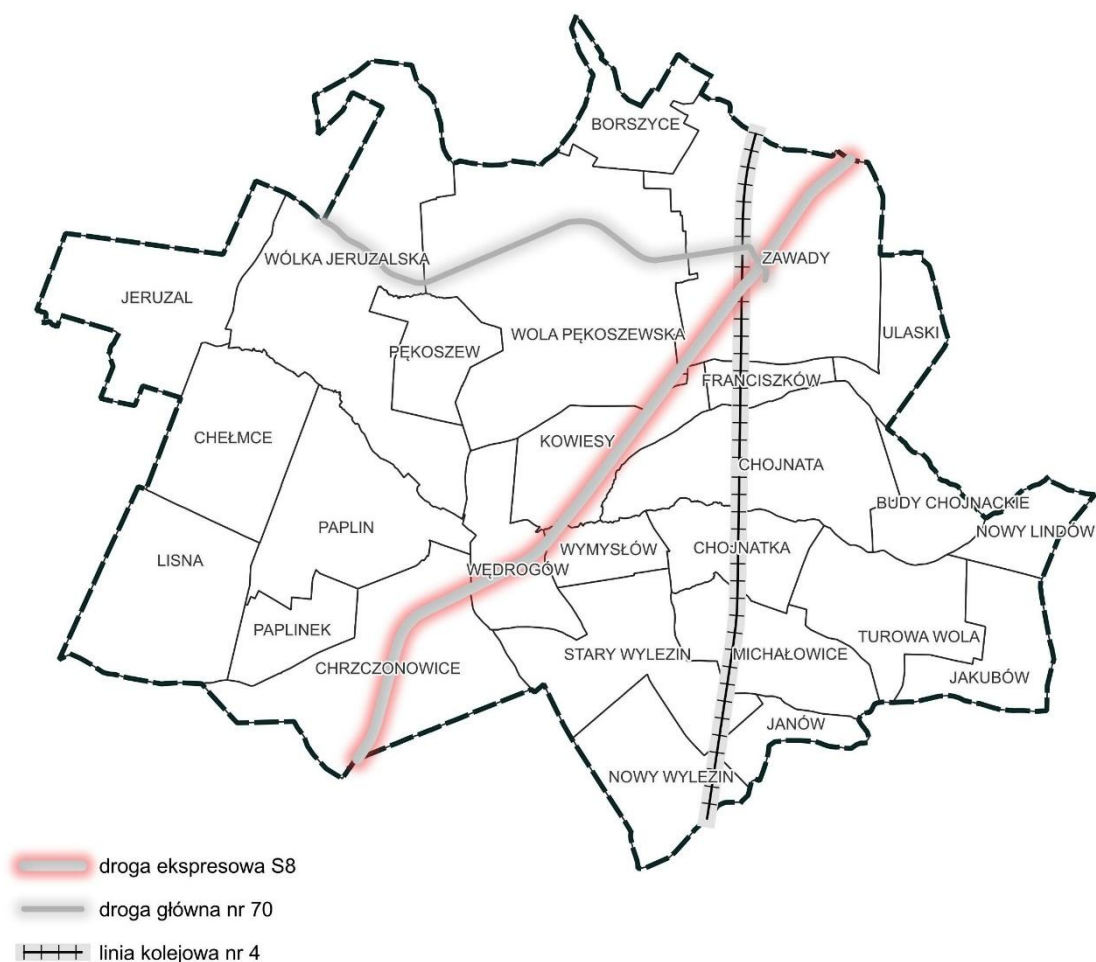 BORSZYCE
WÓLKA JERUZALSKA
ZAWADY
JERUZAL
WOLA PĘKOSZEWSKA
ULASKI
PĘKOSZEW
FRANCISZKÓW
CHEŁMCE
KOWIESY
CHOJNATA
BUDY CHOJNACKIE
PAPLIN
NOWY LINDÓW
LISNA
WYMYSŁÓW
CHOJNATKA
WĘDROGÓW
PAPLINEK
TUROWA WOLA
CHRZCZONOWICE
STARY WYLEZIN
MICHAŁOWICE
JAKUBÓW
JANÓW
NOWY WYLEZIN
droga ekspresowa S8
droga główna nr 70
linia kolejowa nr 4